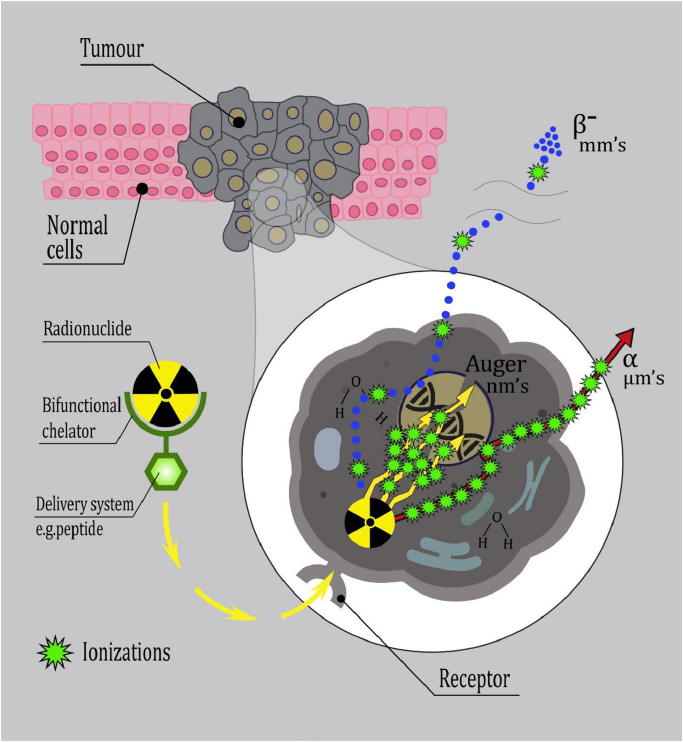 Tumour
β⁻
mm's
Normal
cells
Radionuclide
Bifunctional
chelator
Delivery system
e.g.peptide
Auger
nm's
α
μm's
O
H
H
O
H
H
Ionizations
Receptor